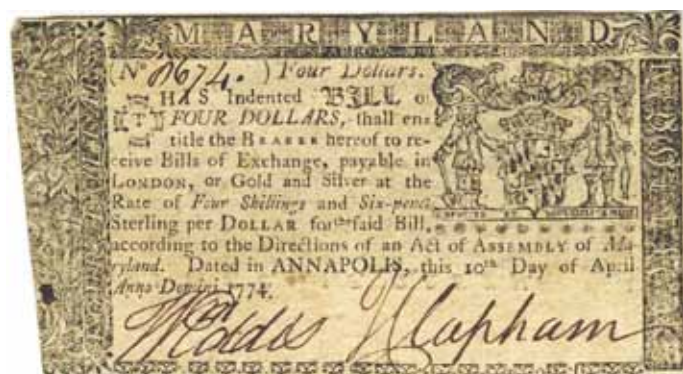 MARYLAND
(No 8674.) Four Dollars.
THIS Indented BILL of
FOUR DOLLARS, shall en-
title the BEARER hereof to re-
ceive Bills of Exchange, payable in
LONDON, or Gold and Silver at the
Rate of Four Shillings and Six-pence
Sterling per DOLLAR for the said Bill,
according to the Directions of an Act of ASSEMBLY of Ma-
ryland. Dated in ANNAPOLIS, this 10th Day of April
Anno Domini 1774.
WEddis JClapham